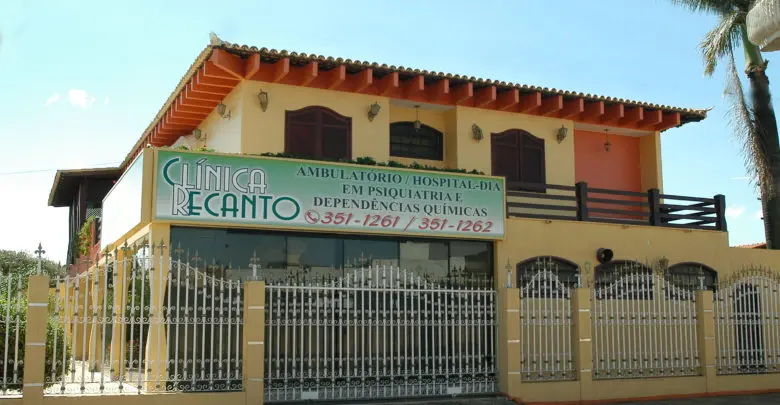 CLÍNICA
RECANTO
AMBULATÓRIO / HOSPITAL-DIA
EM PSIQUIATRIA E
DEPENDÊNCIAS QUÍMICAS
351-1261 / 351-1262